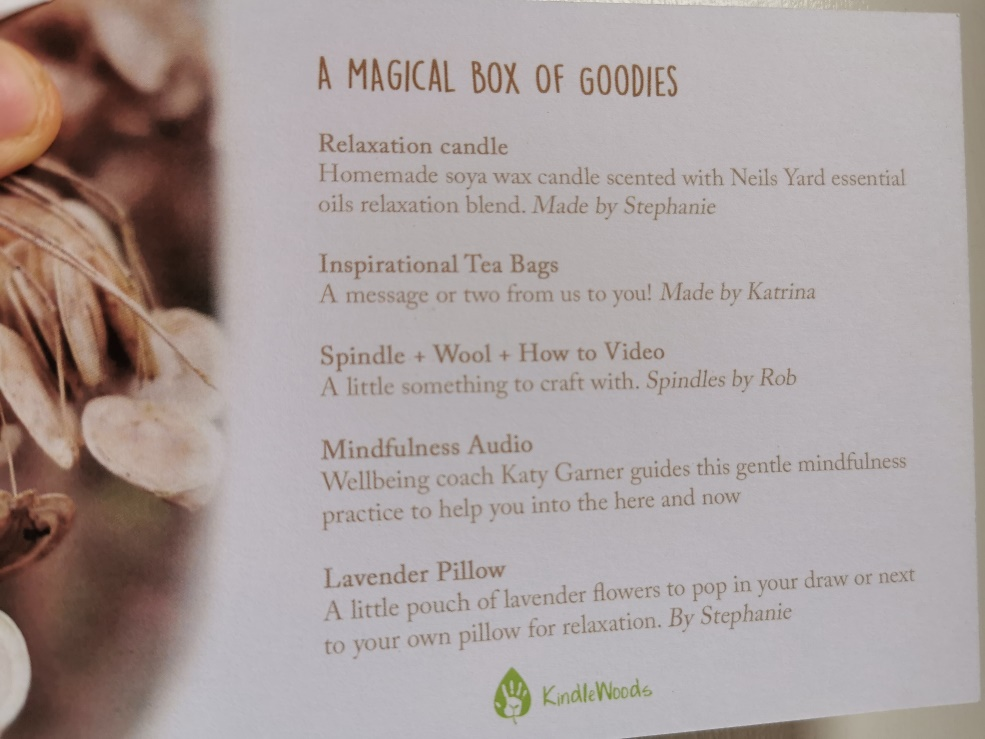 A MAGICAL BOX OF GOODIES
Relaxation candle
Homemade soya wax candle scented with Neils Yard essential
oils relaxation blend. Made by Stephanie
Inspirational Tea Bags
A message or two from us to you! Made by Katrina
Spindle + Wool + How to Video
A little something to craft with. Spindles by Rob
Mindfulness Audio
Wellbeing coach Katy Garner guides this gentle mindfulness
practice to help you into the here and now
Lavender Pillow
A little pouch of lavender flowers to pop in your draw or next
to your own pillow for relaxation. By Stephanie
KindleWoods